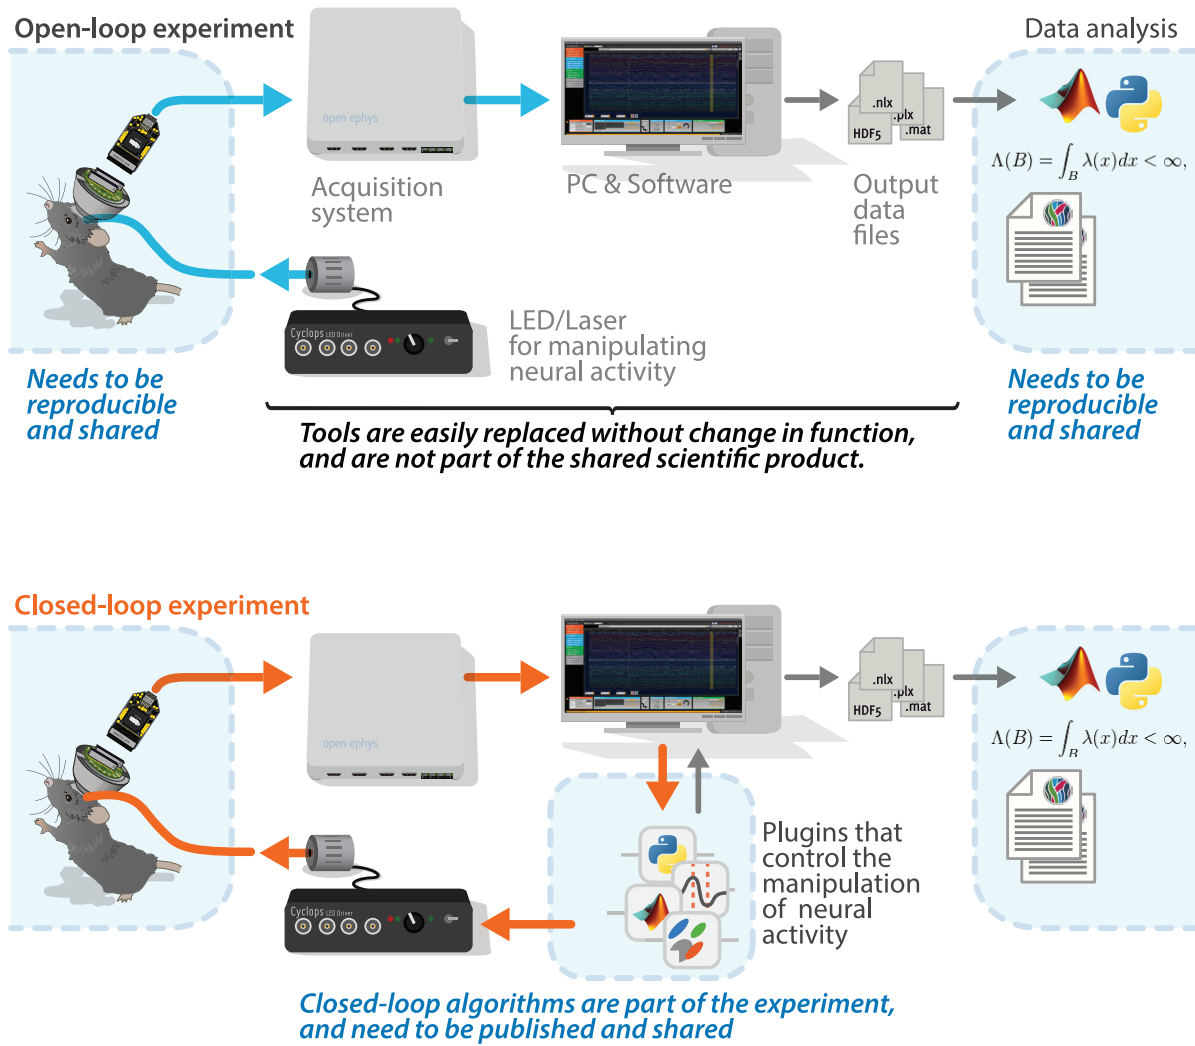 Open-loop experiment
Data analysis
open ephys
Acquisition
system
PC & Software
.nlx
.plx
HDF5
.mat
Output
data
files
Λ(B) = ∫_B λ(x)dx < ∞,
Cyclops LED Driver
LED/Laser
for manipulating
neural activity
Needs to be
reproducible
and shared
Tools are easily replaced without change in function,
and are not part of the shared scientific product.
Needs to be
reproducible
and shared
Closed-loop experiment
open ephys
.nlx
.plx
HDF5
.mat
Λ(B) = ∫_B λ(x)dx < ∞,
Cyclops LED Driver
Plugins that
control the
manipulation
of neural
activity
Closed-loop algorithms are part of the experiment,
and need to be published and shared